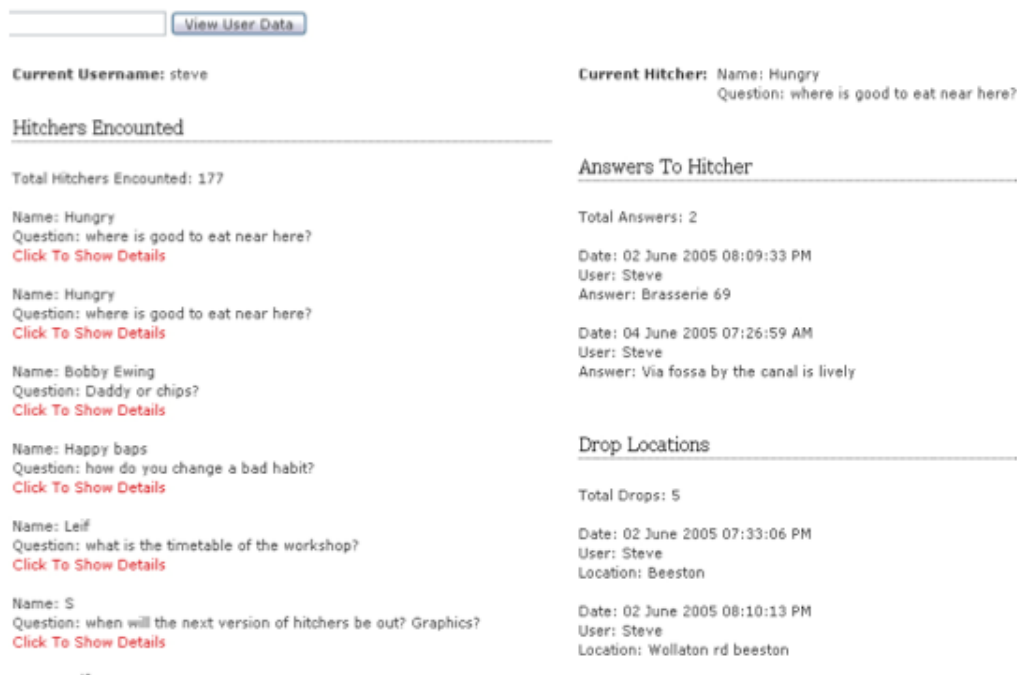 View User Data
Current Username: steve
Hitchers Encounted
Total Hitchers Encounted: 177
Name: Hungry
Question: where is good to eat near here?
Click To Show Details
Name: Hungry
Question: where is good to eat near here?
Click To Show Details
Name: Bobby Ewing
Question: Daddy or chips?
Click To Show Details
Name: Happy baps
Question: how do you change a bad habit?
Click To Show Details
Name: Leif
Question: what is the timetable of the workshop?
Click To Show Details
Name: S
Question: when will the next version of hitchers be out? Graphics?
Click To Show Details
Current Hitcher: Name: Hungry
Question: where is good to eat near here?
Answers To Hitcher
Total Answers: 2
Date: 02 June 2005 08:09:33 PM
User: Steve
Answer: Brasserie 69
Date: 04 June 2005 07:26:59 AM
User: Steve
Answer: Via fossa by the canal is lively
Drop Locations
Total Drops: 5
Date: 02 June 2005 07:33:06 PM
User: Steve
Location: Beeston
Date: 02 June 2005 08:10:13 PM
User: Steve
Location: Wollaton rd beeston